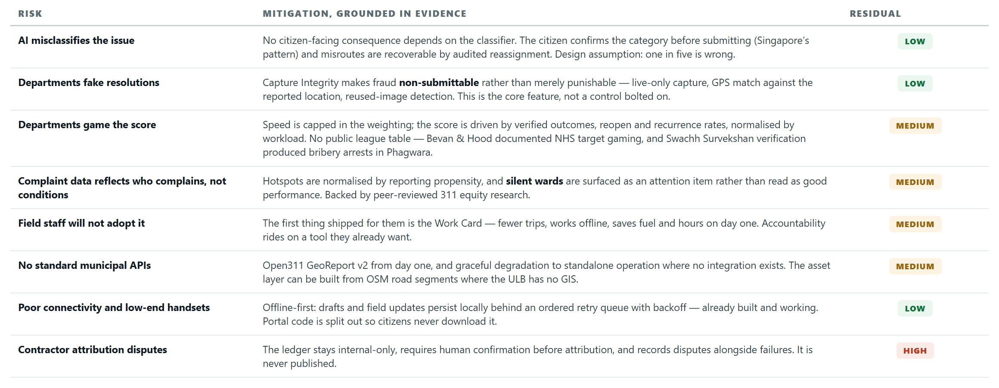 RISK MITIGATION, GROUNDED IN EVIDENCE RESIDUAL
AI misclassifies the issue
No citizen-facing consequence depends on the classifier. The citizen confirms the category before submitting (Singapore’s
pattern) and misroutes are recoverable by audited reassignment. Design assumption: one in five is wrong.
LOW
Departments fake resolutions
Capture Integrity makes fraud non-submittable rather than merely punishable — live-only capture, GPS match against the
reported location, reused-image detection. This is the core feature, not a control bolted on.
LOW
Departments game the score
Speed is capped in the weighting; the score is driven by verified outcomes, reopen and recurrence rates, normalised by
workload. No public league table — Bevan & Hood documented NHS target gaming, and Swachh Survekshan verification
produced bribery arrests in Phagwara.
MEDIUM
Complaint data reflects who complains, not
conditions
Hotspots are normalised by reporting propensity, and silent wards are surfaced as an attention item rather than read as good
performance. Backed by peer-reviewed 311 equity research.
MEDIUM
Field staff will not adopt it
The first thing shipped for them is the Work Card — fewer trips, works offline, saves fuel and hours on day one. Accountability
rides on a tool they already want.
MEDIUM
No standard municipal APIs
Open311 GeoReport v2 from day one, and graceful degradation to standalone operation where no integration exists. The asset
layer can be built from OSM road segments where the ULB has no GIS.
MEDIUM
Poor connectivity and low-end handsets
Offline-first: drafts and field updates persist locally behind an ordered retry queue with backoff — already built and working.
Portal code is split out so citizens never download it.
LOW
Contractor attribution disputes
The ledger stays internal-only, requires human confirmation before attribution, and records disputes alongside failures. It is
never published.
HIGH